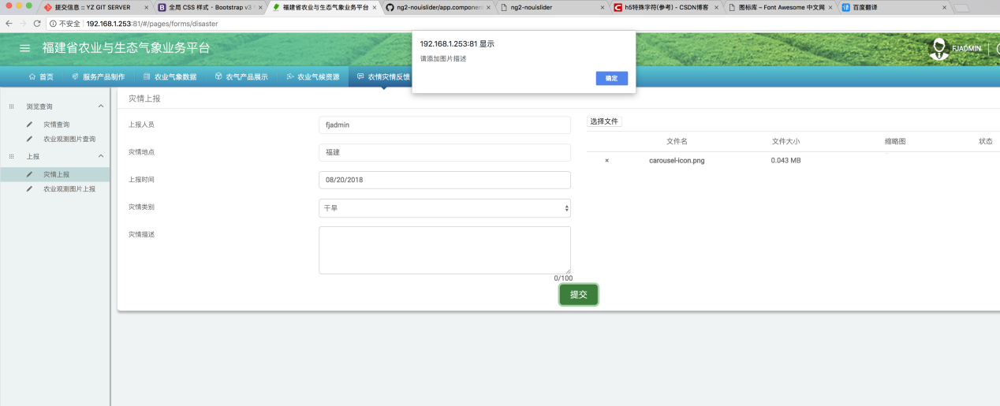 提交信息 :: YZ GIT SERVER
全局 CSS 样式 · Bootstrap v3
福建省农业与生态气象业务平台
ng2-nouislider/app.componen
ng2-nouislider
h5特殊字符(参考) - CSDN博客
图标库 – Font Awesome 中文网
百度翻译
不安全 | 192.168.1.253:81/#/pages/forms/disaster
福建省农业与生态气象业务平台
192.168.1.253:81 显示
请添加图片描述
确定
FJADMIN
首页 服务产品制作 农业气象数据 农气产品展示 农业气候资源 农情灾情反馈
浏览查询
灾情查询
农业观测图片查询
上报
灾情上报
农业观测图片上报
灾情上报
上报人员 fjadmin
灾情地点 福建
上报时间 08/20/2018
灾情类别 干旱
灾情描述
0/100
提交
选择文件
文件名 文件大小 缩略图 状态
× carousel-icon.png 0.043 MB